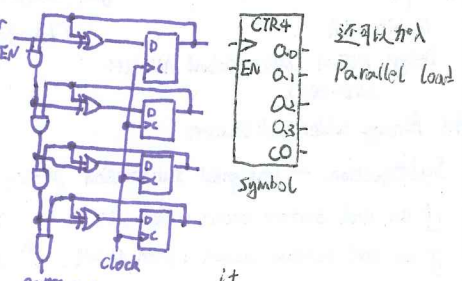 CTR4
EN
Q0
Q1
Q2
Q3
CO
Symbol
还可以加入
Parallel load
EN
D
C
D
C
D
C
D
C
Clock